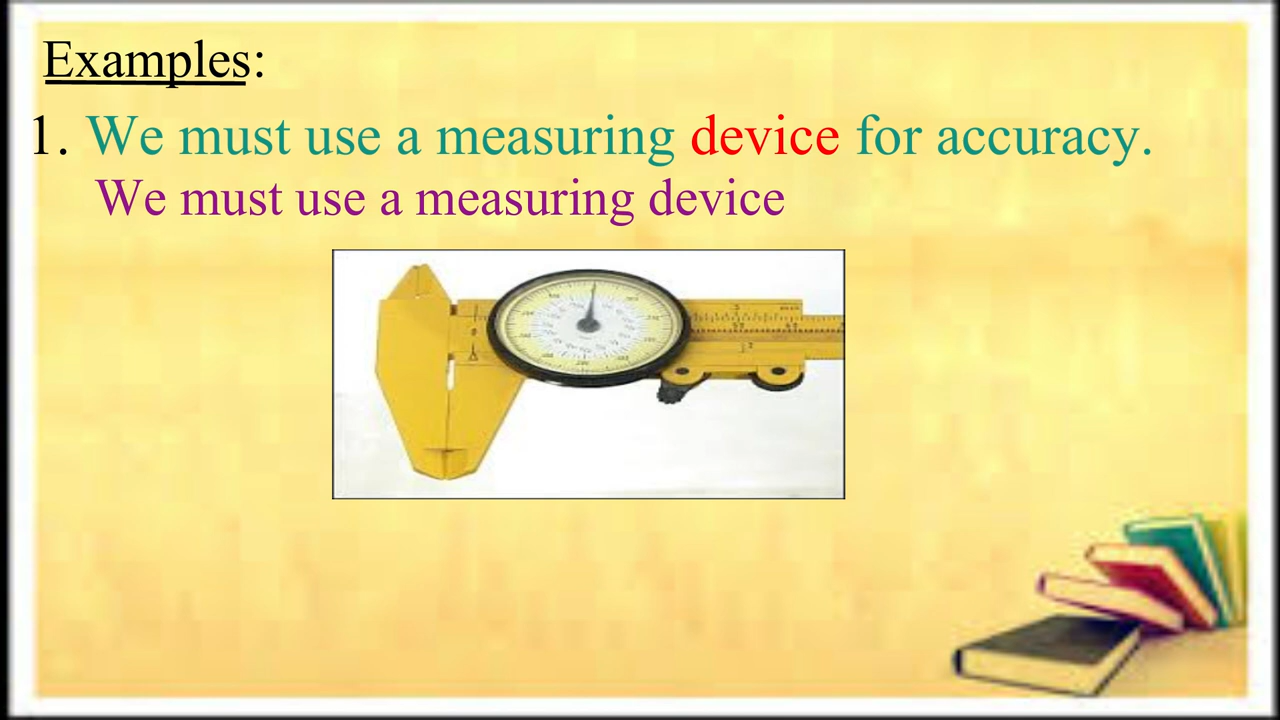 Examples:
1. We must use a measuring device for accuracy.
We must use a measuring device